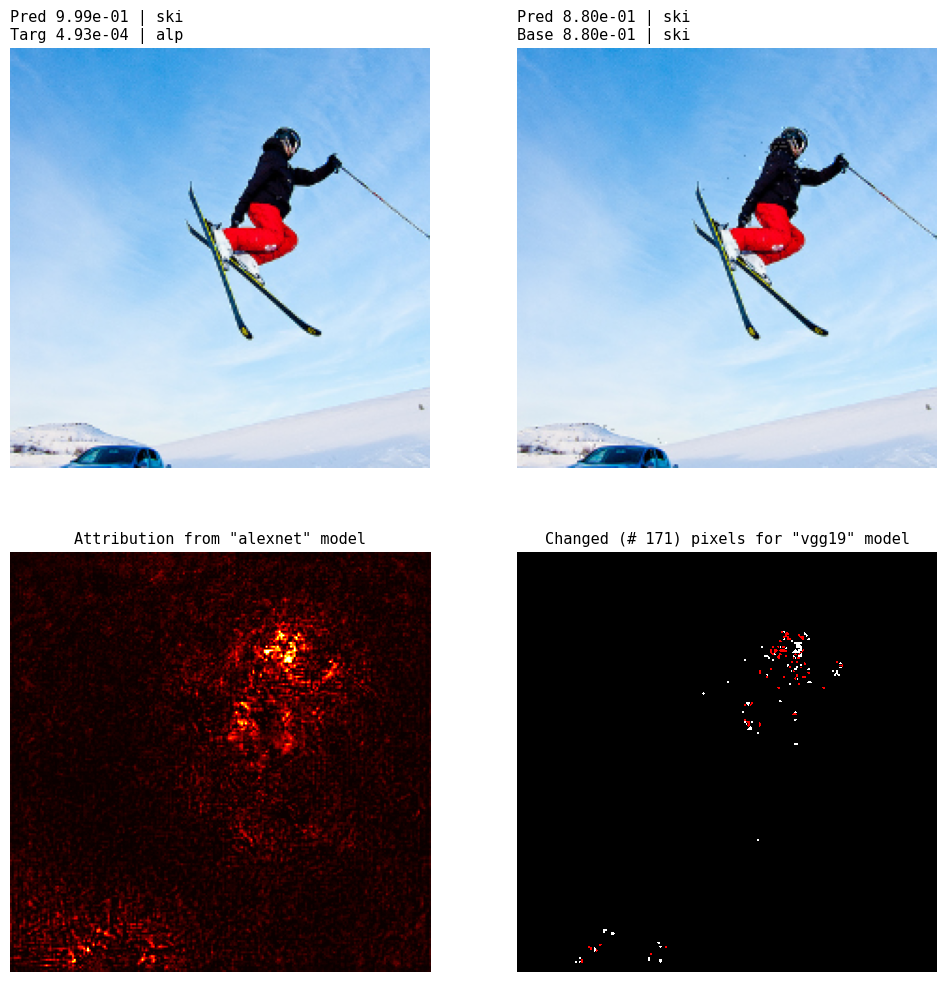 Pred 9.99e-01 | ski
Targ 4.93e-04 | alp
Pred 8.80e-01 | ski
Base 8.80e-01 | ski
Attribution from "alexnet" model
Changed (# 171) pixels for "vgg19" model